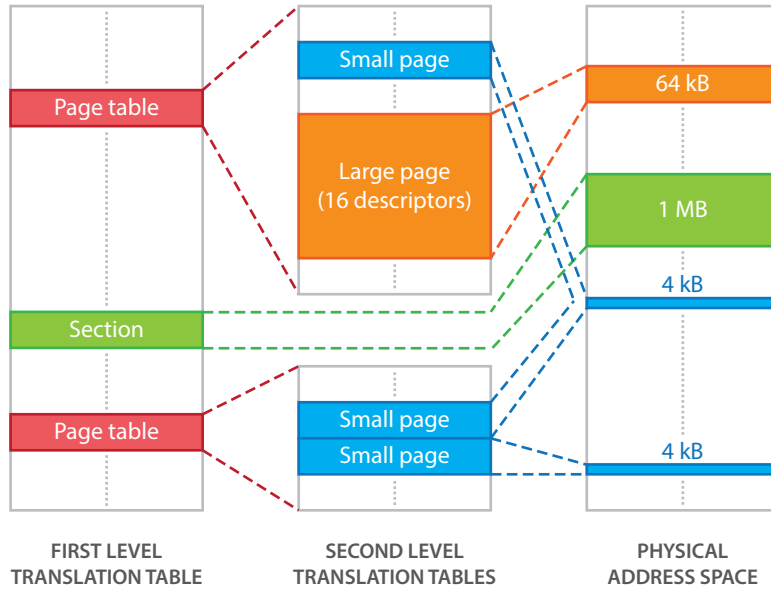 Page table
Section
Page table
FIRST LEVEL
TRANSLATION TABLE
Small page
Large page
(16 descriptors)
Small page
Small page
SECOND LEVEL
TRANSLATION TABLES
64 kB
1 MB
4 kB
4 kB
PHYSICAL
ADDRESS SPACE